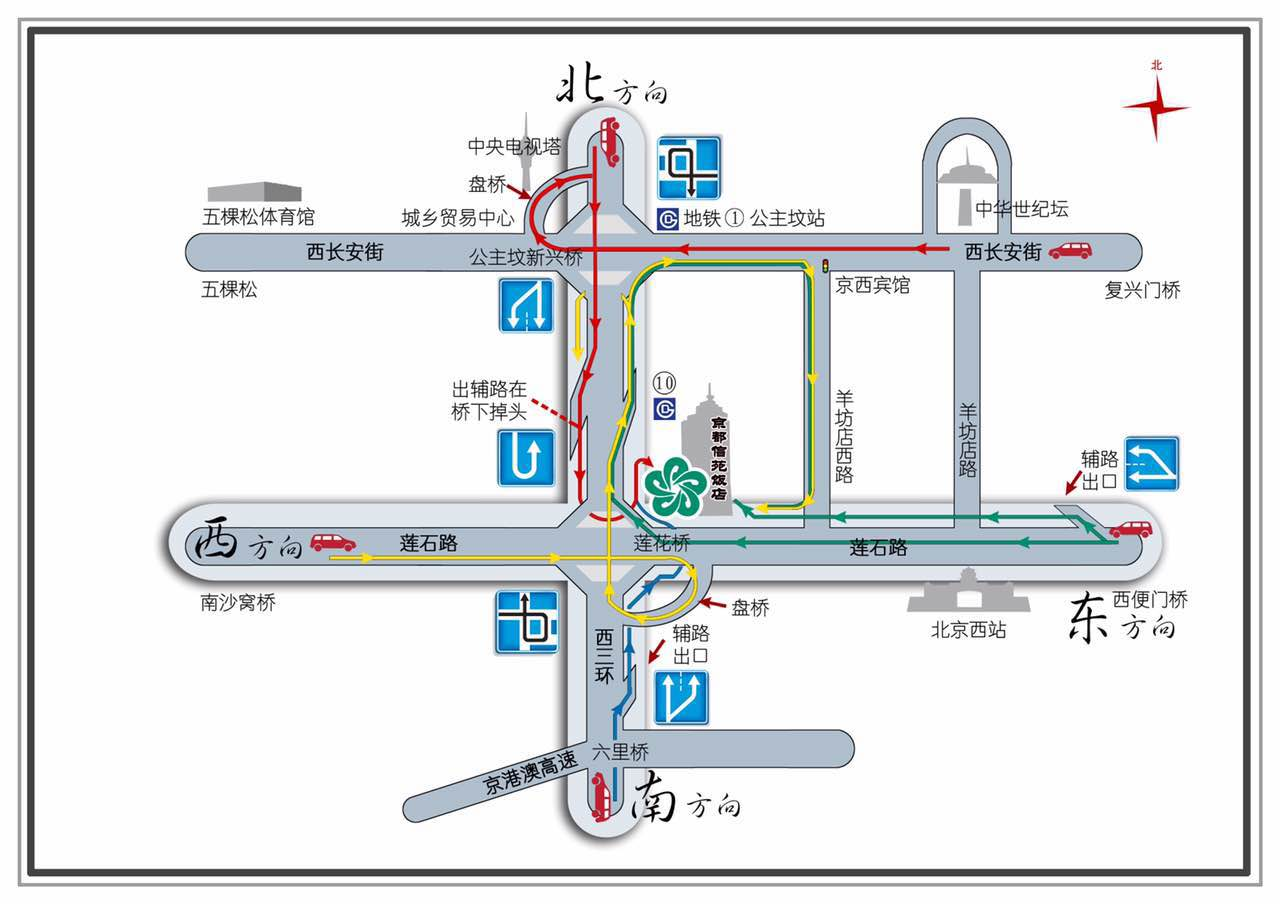 北
北方向
中央电视塔
盘桥
五棵松体育馆
城乡贸易中心
地铁①公主坟站
中华世纪坛
西长安街
公主坟新兴桥
西长安街
五棵松
京西宾馆
复兴门桥
出辅路在
桥下掉头
⑩
京都信苑饭店
羊坊店西路
羊坊店路
辅路
出口
西方向
莲石路
莲花桥
莲石路
南沙窝桥
盘桥
北京西站
西便门桥
东方向
西三环
辅路
出口
六里桥
京港澳高速
南方向